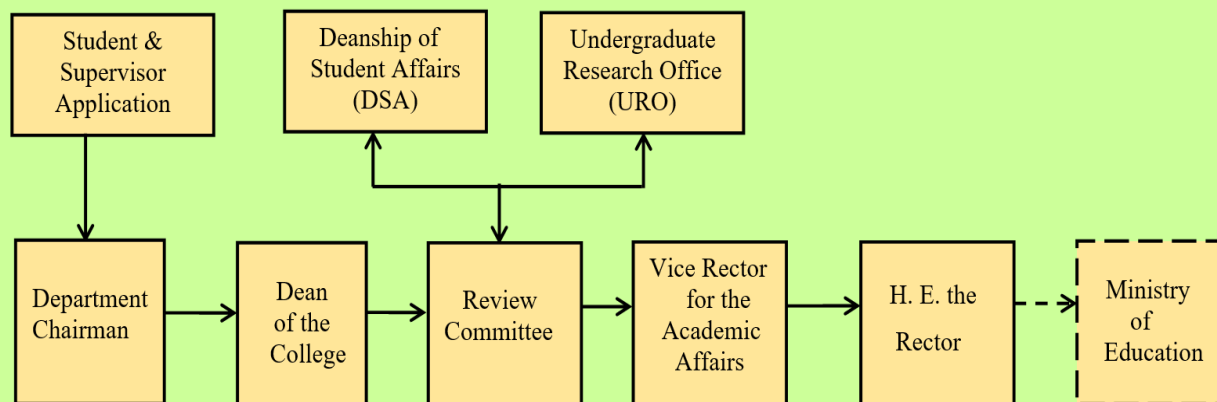 Student &
Supervisor
Application
Deanship of
Student Affairs
(DSA)
Undergraduate
Research Office
(URO)
Department
Chairman
Dean
of the
College
Review
Committee
Vice Rector
for the
Academic
Affairs
H. E. the
Rector
Ministry
of
Education